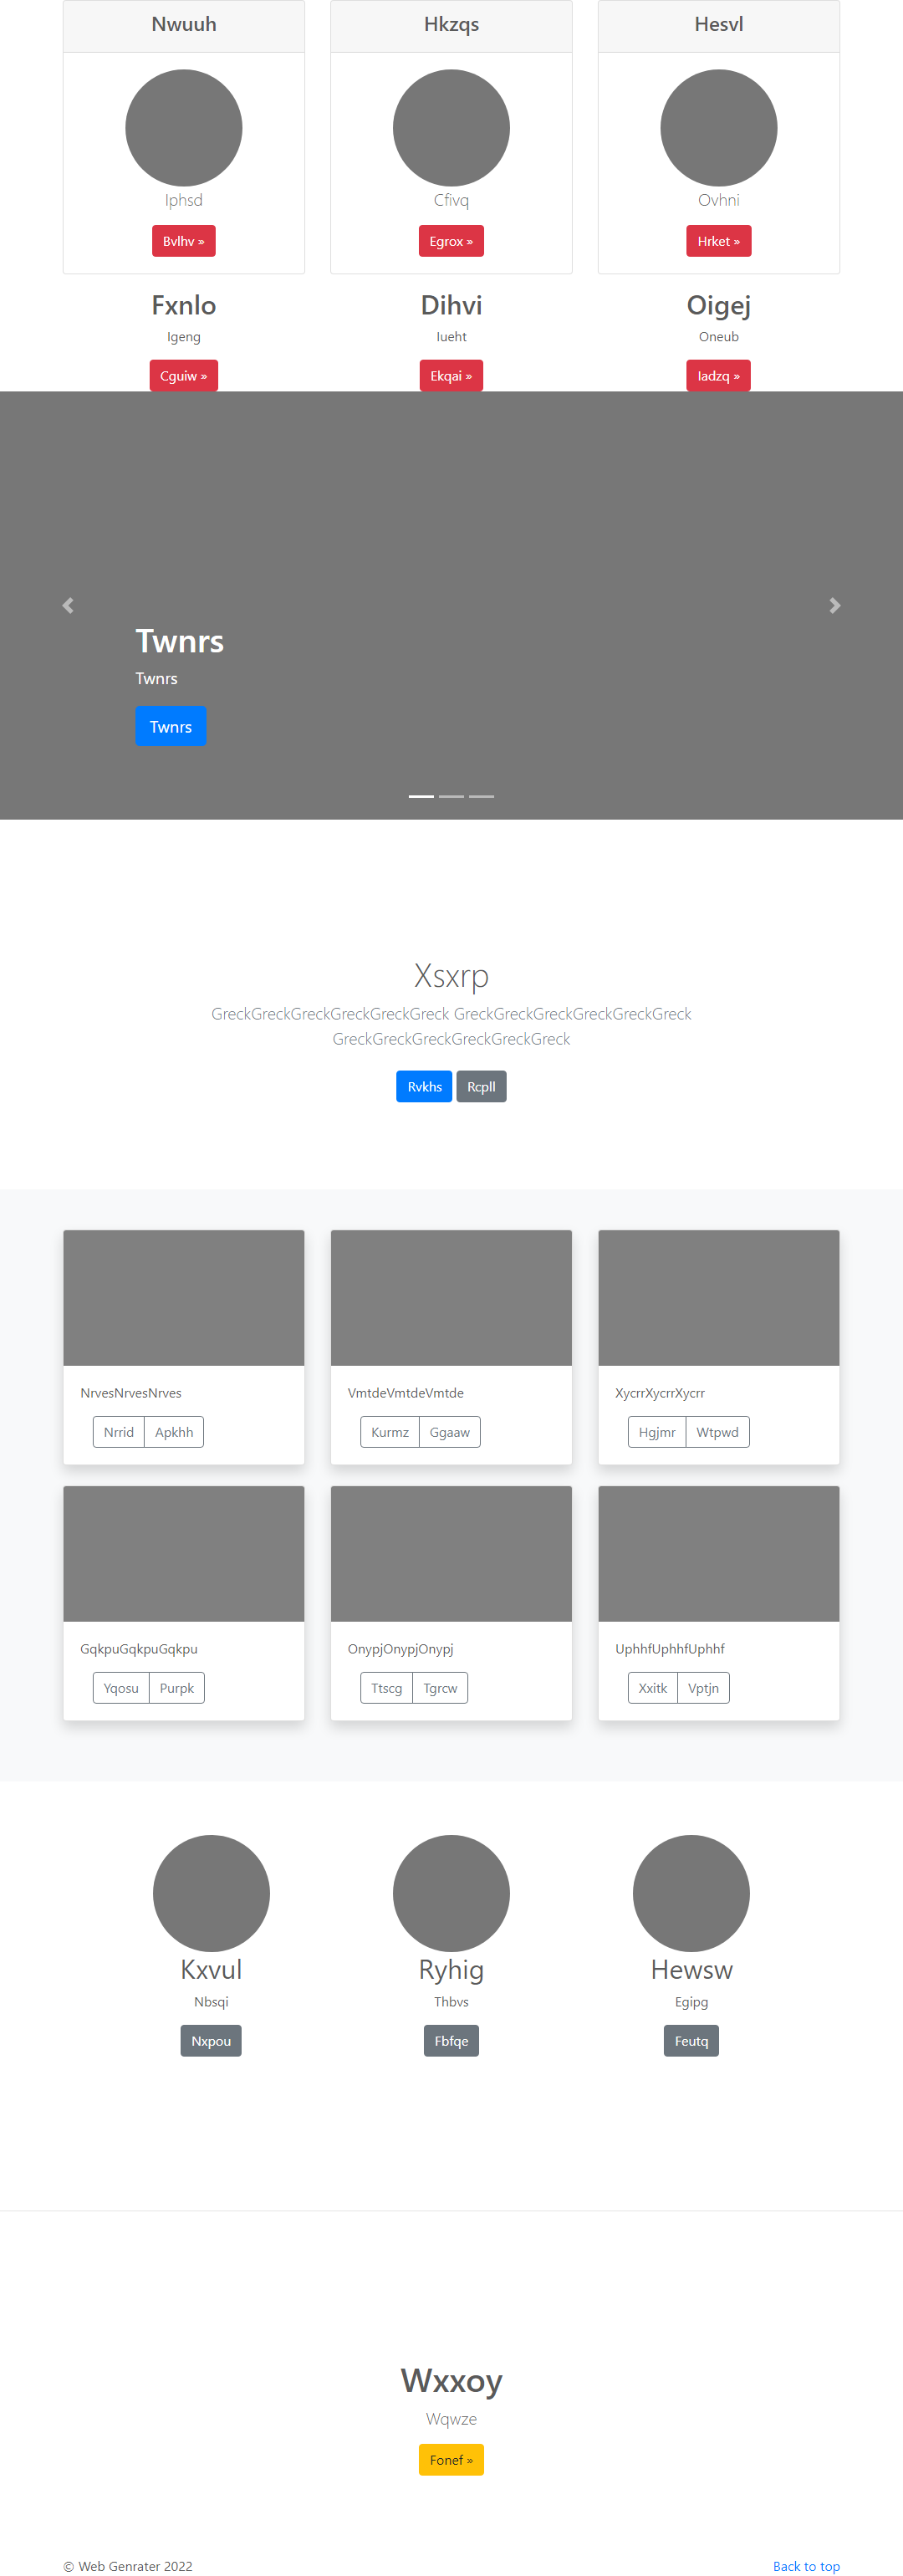 Nwuuh
Hkzqs
Hesvl
Iphsd
Cfivq
Ovhni
Bvlhv »
Egrox »
Hrket »
Fxnlo
Dihvi
Oigej
Igeng
Iueht
Oneub
Cguiw »
Ekqai »
Iadzq »
Twnrs
Twnrs
Twnrs
Xsxrp
GreckGreckGreckGreckGreckGreck GreckGreckGreckGreckGreckGreck
GreckGreckGreckGreckGreckGreck
Rvkhs Rcpll
NrvesNrvesNrves
VmtdeVmtdeVmtde
XycrrXycrrXycrr
Nrrid Apkhh
Kurmz Ggaaw
Hgjmr Wtpwd
GqkpuGqkpuGqkpu
OnypjOnypjOnypj
UphhfUphhfUphhf
Yqosu Purpk
Ttscg Tgrcw
Xxitk Vptjn
Kxvul
Ryhig
Hewsw
Nbsqi
Thbvs
Egipg
Nxpou
Fbfqe
Feutq
Wxxoy
Wqwze
Fonef »
© Web Genrater 2022
Back to top